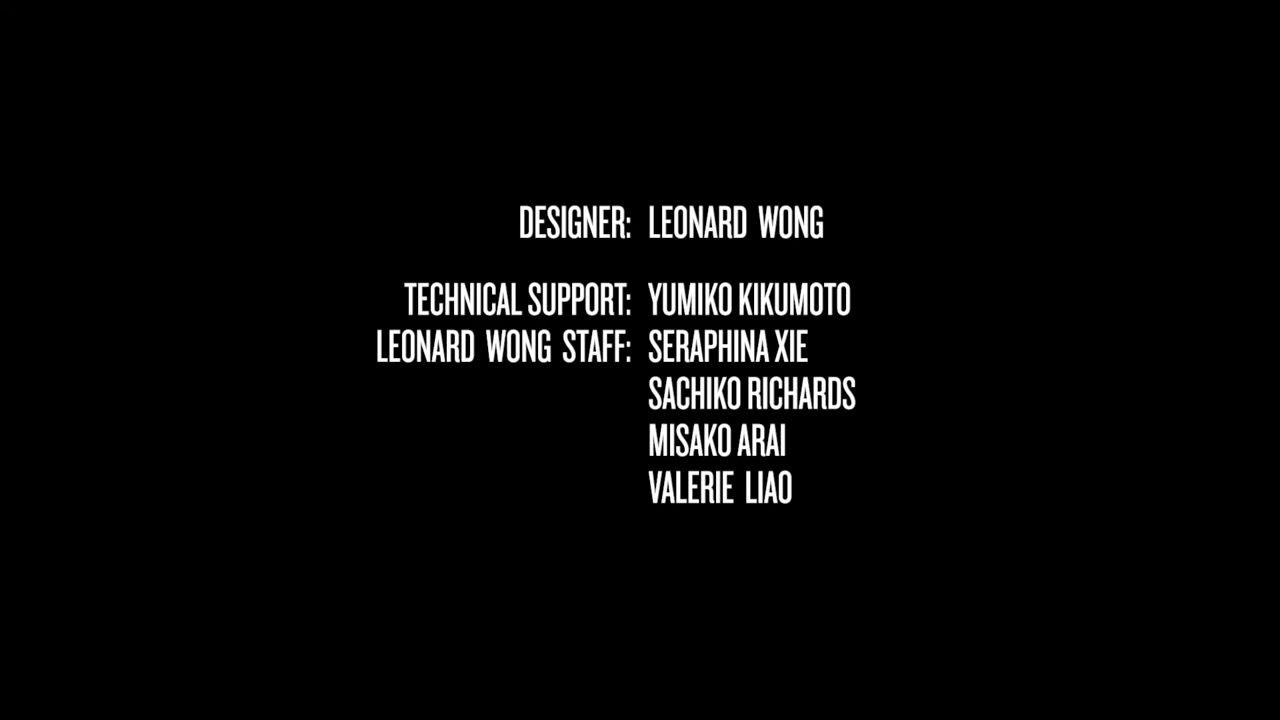 DESIGNER: LEONARD WONG
TECHNICAL SUPPORT: YUMIKO KIKUMOTO
LEONARD WONG STAFF: SERAPHINA XIE
SACHIKO RICHARDS
MISAKO ARAI
VALERIE LIAO